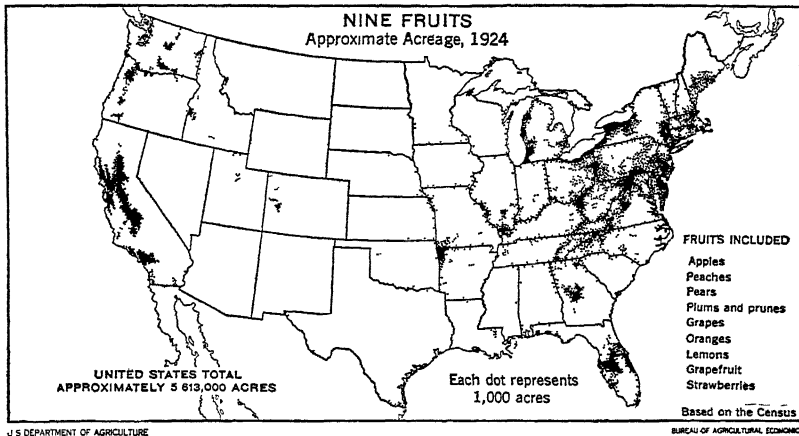 NINE FRUITS
Approximate Acreage, 1924
FRUITS INCLUDED
Apples
Peaches
Pears
Plums and prunes
Grapes
Oranges
Lemons
Grapefruit
Strawberries
UNITED STATES TOTAL
APPROXIMATELY 5 613,000 ACRES
Each dot represents
1,000 acres
Based on the Census
U S DEPARTMENT OF AGRICULTURE
BUREAU OF AGRICULTURAL ECONOMIC